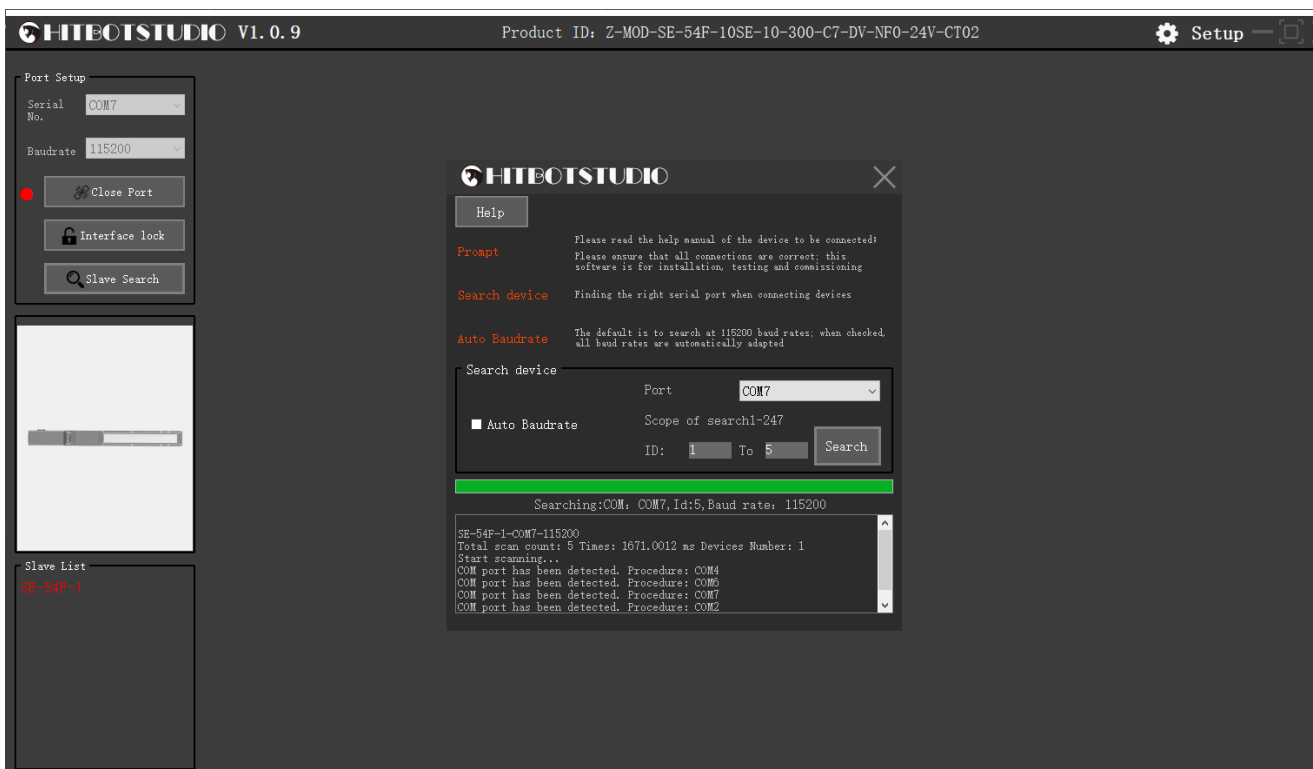 HITBOTSTUDIO V1.0.9
Product ID: Z-MOD-SE-54F-10SE-10-300-C7-DV-NF0-24V-CT02
Setup
Port Setup
Serial No.
COM7
Baudrate
115200
Close Port
Interface lock
Slave Search
Slave List
SE-54F-1
HITBOTSTUDIO
Help
Prompt
Please read the help manual of the device to be connected;
Please ensure that all connections are correct; this
software is for installation, testing and commissioning
Search device
Finding the right serial port when connecting devices
Auto Baudrate
The default is to search at 115200 baud rates; when checked,
all baud rates are automatically adapted
Search device
Port
COM7
Auto Baudrate
Scope of search1-247
ID: 1 To 5
Search
Searching:COM: COM7,Id:5,Baud rate: 115200
SE-54F-1-COM7-115200
Total scan count: 5 Times: 1671.0012 ms Devices Number: 1
Start scanning...
COM port has been detected. Procedure: COM4
COM port has been detected. Procedure: COM6
COM port has been detected. Procedure: COM7
COM port has been detected. Procedure: COM2